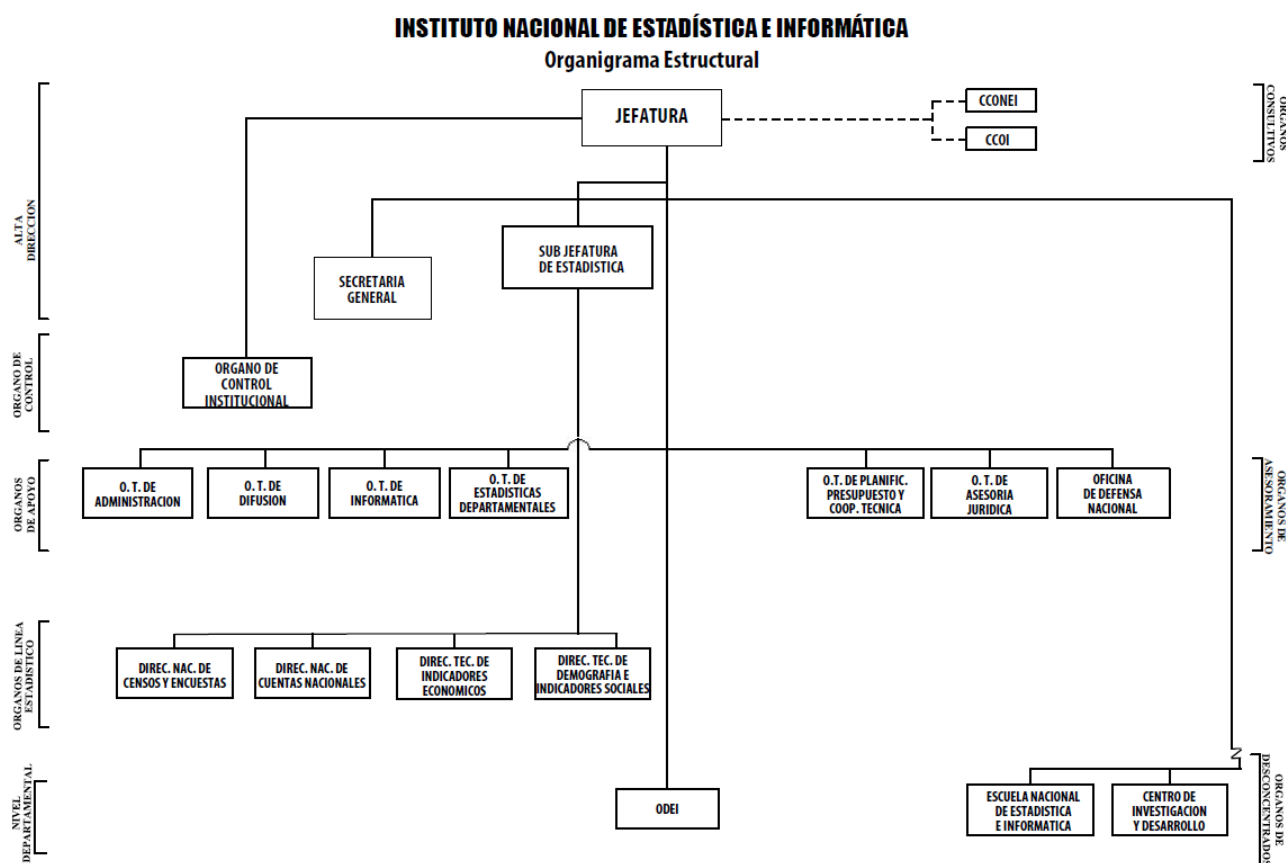 INSTITUTO NACIONAL DE ESTADÍSTICA E INFORMÁTICA
Organigrama Estructural
JEFATURA
CCONEI
CCOI
ORGANOS
CONSULTIVOS
ALTA
DIRECCION
SUB JEFATURA
DE ESTADISTICA
SECRETARIA
GENERAL
ORGANO DE
CONTROL
ORGANO DE
CONTROL
INSTITUCIONAL
ORGANOS
DE APOYO
O. T. DE
ADMINISTRACION
O. T. DE
DIFUSION
O. T. DE
INFORMATICA
O. T. DE
ESTADISTICAS
DEPARTAMENTALES
O.T. DE PLANIFIC.
PRESUPUESTO Y
COOP. TECNICA
O. T. DE
ASESORIA
JURIDICA
OFICINA
DE DEFENSA
NACIONAL
ORGANOS DE
ASESORAMIENTO
ORGANOS DE LINEA
ESTADISTICO
DIREC. NAC. DE
CENSOS Y ENCUESTAS
DIREC. NAC. DE
CUENTAS NACIONALES
DIREC. TEC. DE
INDICADORES
ECONOMICOS
DIREC. TEC. DE
DEMOGRAFIA E
INDICADORES SOCIALES
NIVEL
DEPARTAMENTAL
ODEI
ESCUELA NACIONAL
DE ESTADISTICA
E INFORMATICA
CENTRO DE
INVESTIGACION
Y DESARROLLO
ORGANOS DE
DESCONCENTRADOS